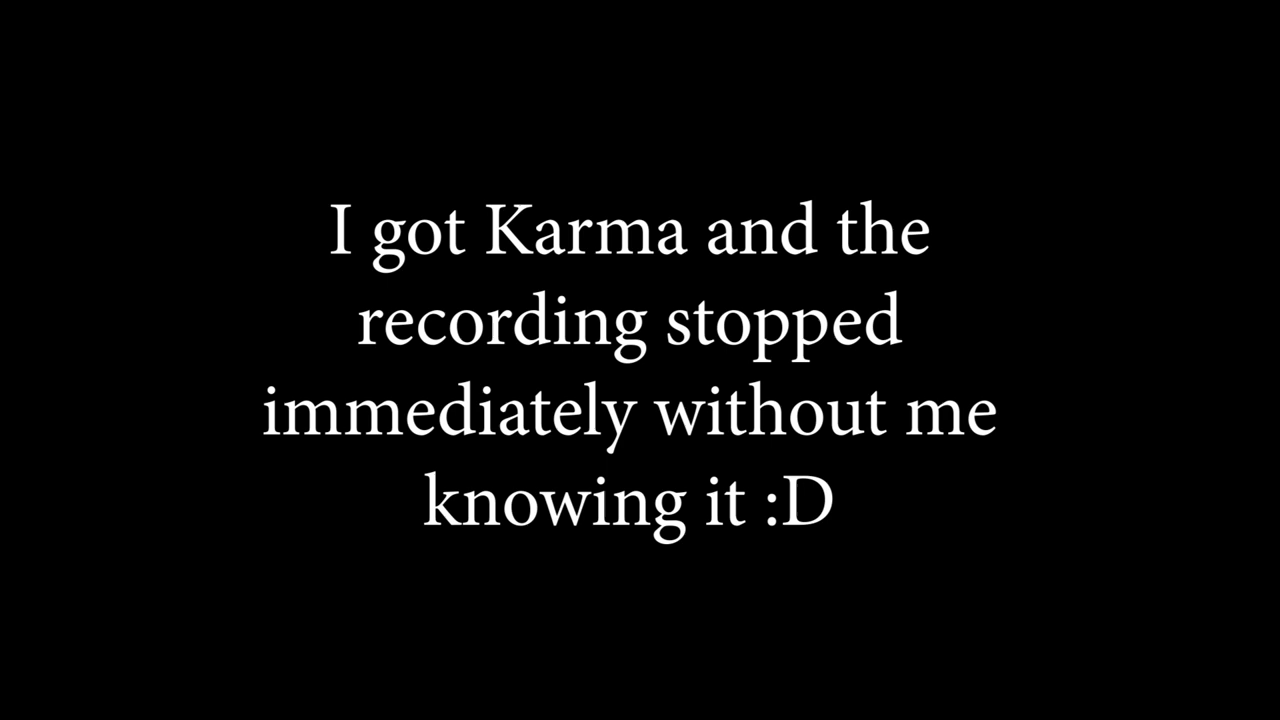 I got Karma and the
recording stopped
immediately without me
knowing it :D